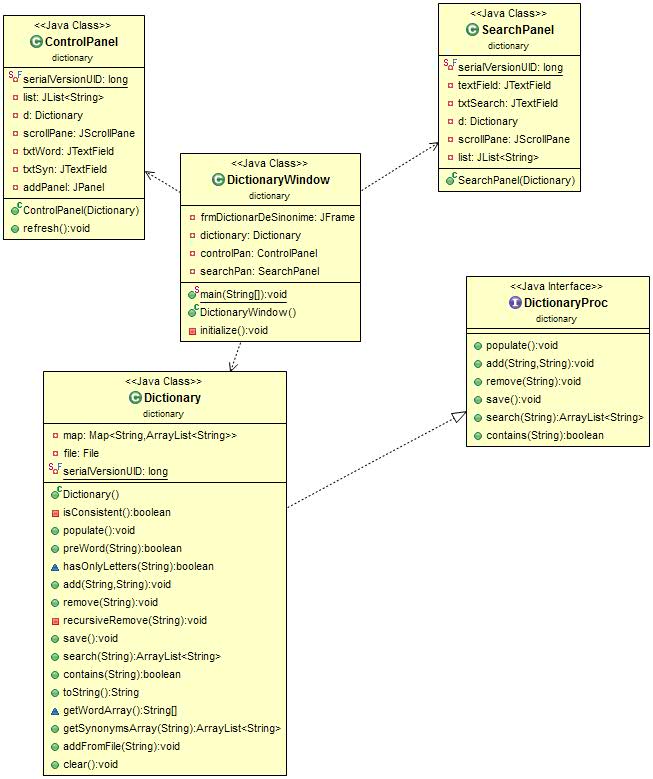 <<Java Class>>
ControlPanel
dictionary
serialVersionUID: long
list: JList<String>
d: Dictionary
scrollPane: JScrollPane
txtWord: JTextField
txtSyn: JTextField
addPanel: JPanel
ControlPanel(Dictionary)
refresh():void
<<Java Class>>
SearchPanel
dictionary
serialVersionUID: long
textField: JTextField
txtSearch: JTextField
d: Dictionary
scrollPane: JScrollPane
list: JList<String>
SearchPanel(Dictionary)
<<Java Class>>
DictionaryWindow
dictionary
frmDictionarDeSinonime: JFrame
dictionary: Dictionary
controlPan: ControlPanel
searchPan: SearchPanel
main(String[]):void
DictionaryWindow()
initialize():void
<<Java Interface>>
DictionaryProc
dictionary
populate():void
add(String,String):void
remove(String):void
save():void
search(String):ArrayList<String>
contains(String):boolean
<<Java Class>>
Dictionary
dictionary
map: Map<String,ArrayList<String>>
file: File
serialVersionUID: long
Dictionary()
isConsistent():boolean
populate():void
preWord(String):boolean
hasOnlyLetters(String):boolean
add(String,String):void
remove(String):void
recursiveRemove(String):void
save():void
search(String):ArrayList<String>
contains(String):boolean
toString():String
getWordArray():String[]
getSynonymsArray(String):ArrayList<String>
addFromFile(String):void
clear():void